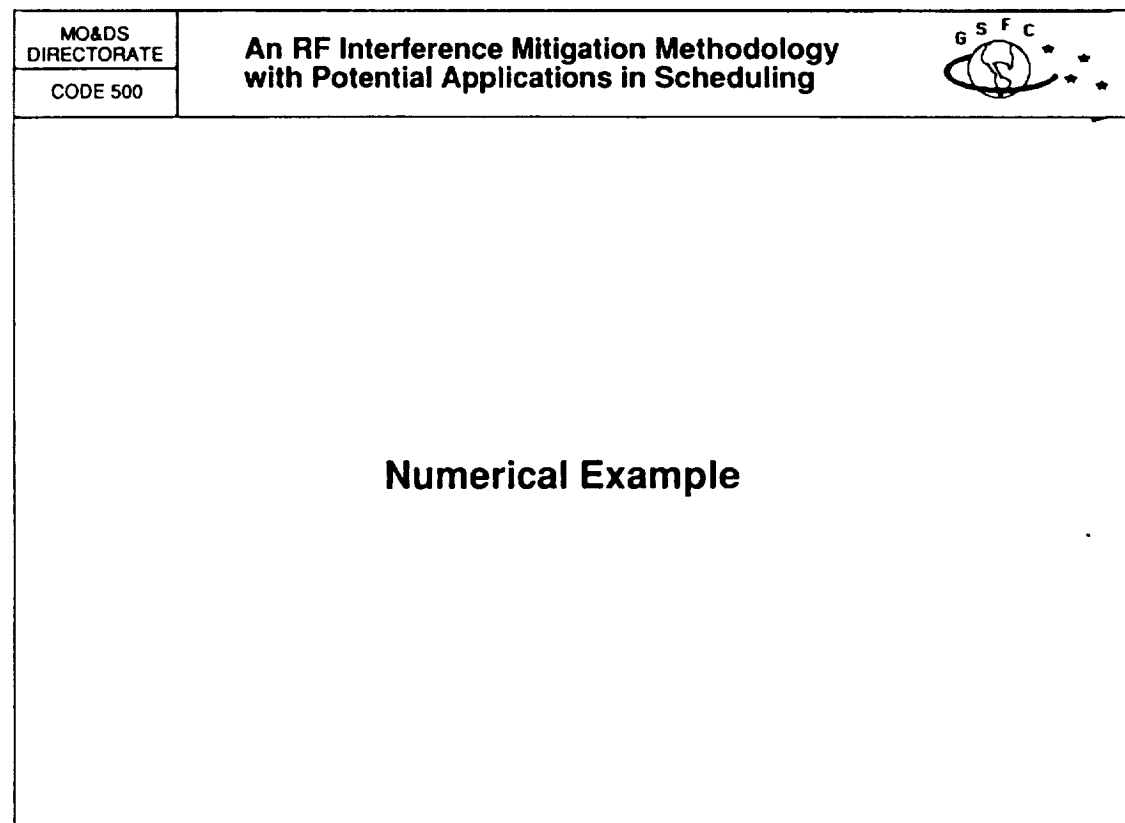 MO&DS
DIRECTORATE
CODE 500
An RF Interference Mitigation Methodology
with Potential Applications in Scheduling
G S F C
Numerical Example